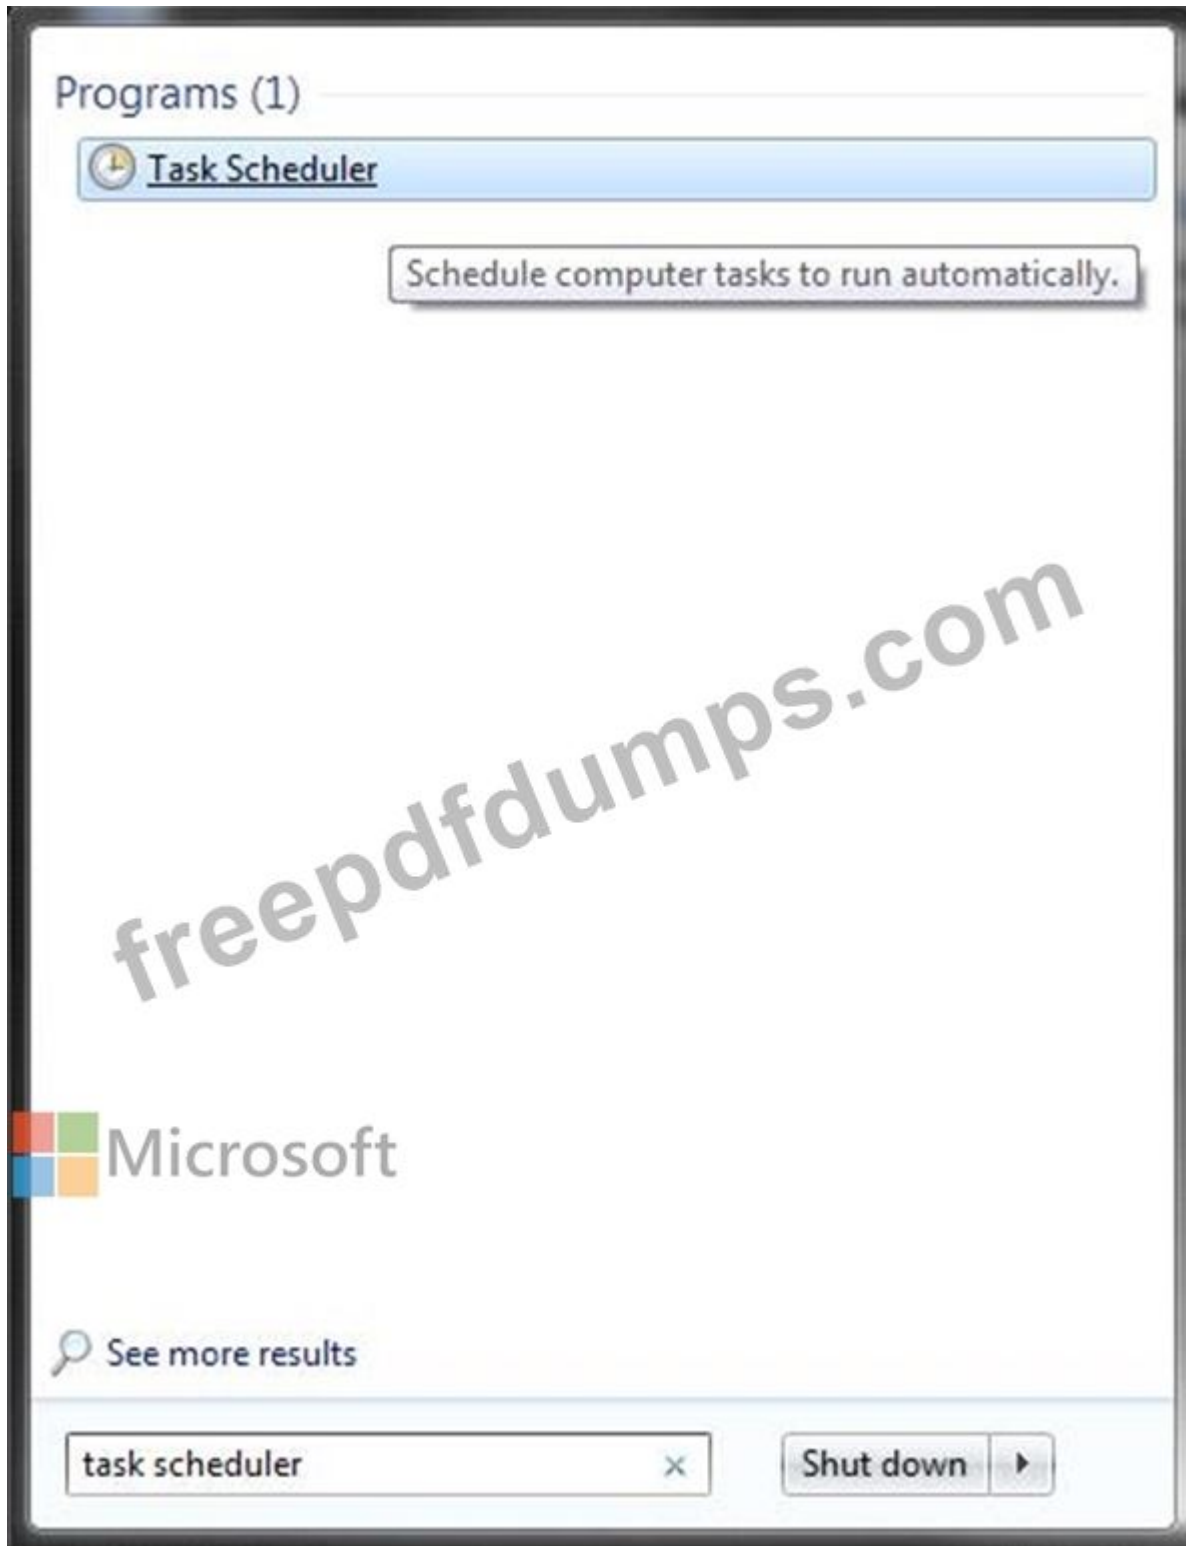 Programs (1)
Task Scheduler
Schedule computer tasks to run automatically.
freepdfdumps.com
Microsoft
See more results
task scheduler
Shut down